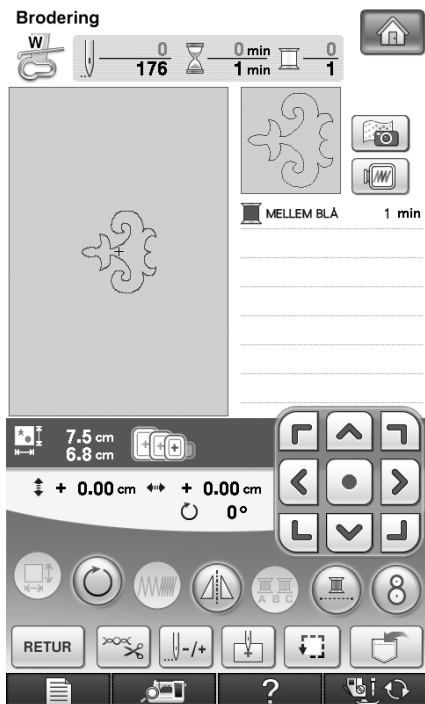 Brodering
W
0 0 min 0
176 1 min 1
MELLEM BLÅ 1 min
7.5 cm
6.8 cm
+ 0.00 cm + 0.00 cm
0°
A B C
RETUR -/+
? i